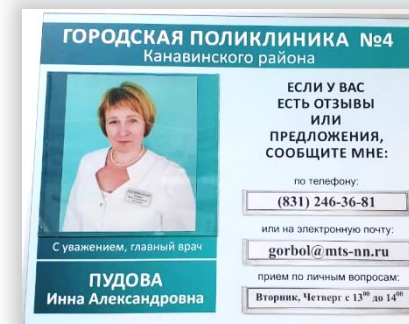 ГОРОДСКАЯ ПОЛИКЛИНИКА №4
Канавинского района
ЕСЛИ У ВАС
ЕСТЬ ОТЗЫВЫ
ИЛИ
ПРЕДЛОЖЕНИЯ,
СООБЩИТЕ МНЕ:
по телефону:
(831) 246-36-81
или на электронную почту:
gorbol@mts-nn.ru
прием по личным вопросам:
Вторник, Четверг с 13⁰⁰ до 14⁰⁰
С уважением, главный врач
ПУДОВА
Инна Александровна